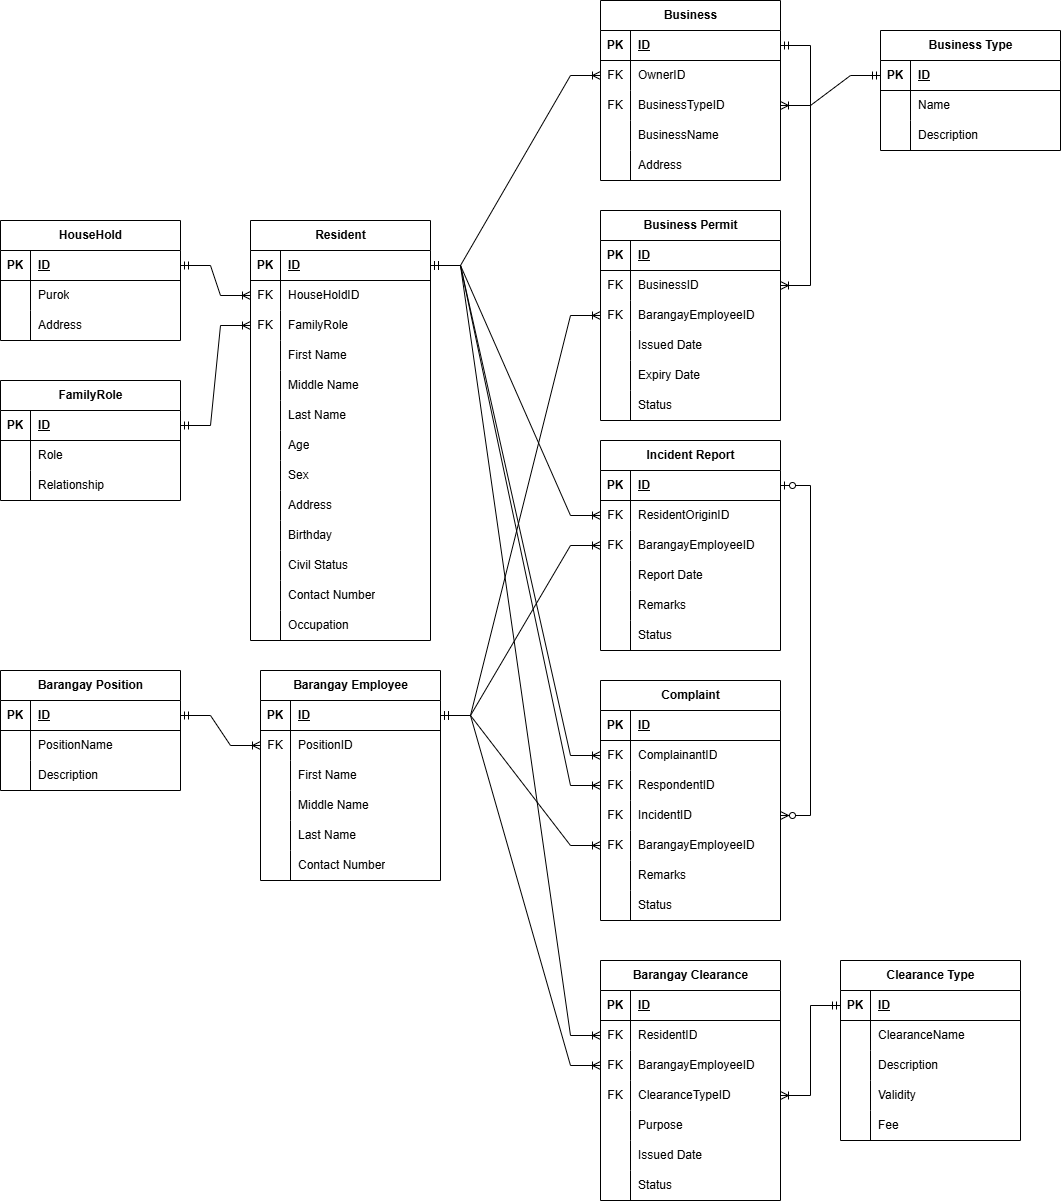 Business
PK ID
FK OwnerID
FK BusinessTypeID
BusinessName
Address
Business Type
PK ID
Name
Description
HouseHold
PK ID
Purok
Address
FamilyRole
PK ID
Role
Relationship
Resident
PK ID
FK HouseHoldID
FK FamilyRole
First Name
Middle Name
Last Name
Age
Sex
Address
Birthday
Civil Status
Contact Number
Occupation
Business Permit
PK ID
FK BusinessID
FK BarangayEmployeeID
Issued Date
Expiry Date
Status
Incident Report
PK ID
FK ResidentOriginID
FK BarangayEmployeeID
Report Date
Remarks
Status
Barangay Position
PK ID
PositionName
Description
Barangay Employee
PK ID
FK PositionID
First Name
Middle Name
Last Name
Contact Number
Complaint
PK ID
FK ComplainantID
FK RespondentID
FK IncidentID
FK BarangayEmployeeID
Remarks
Status
Barangay Clearance
PK ID
FK ResidentID
FK BarangayEmployeeID
FK ClearanceTypeID
Purpose
Issued Date
Status
Clearance Type
PK ID
ClearanceName
Description
Validity
Fee